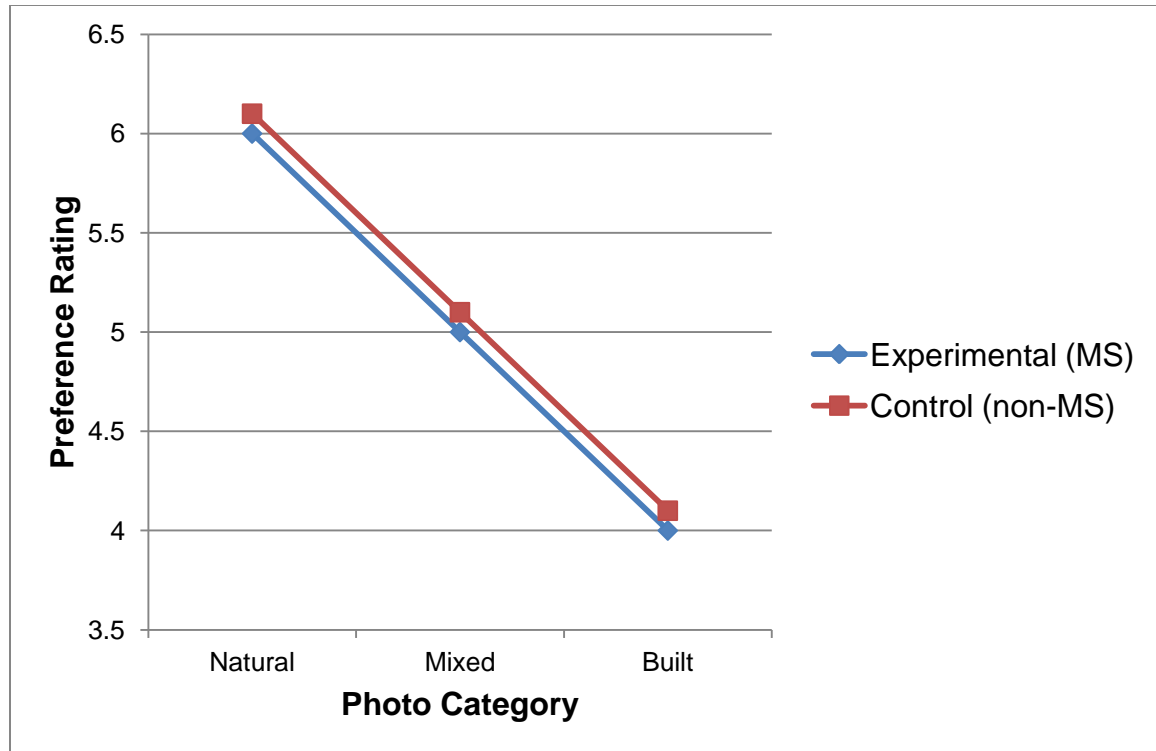 6.5
6
5.5
5
4.5
4
3.5
Preference Rating
Natural Mixed Built
Photo Category
Experimental (MS)
Control (non-MS)